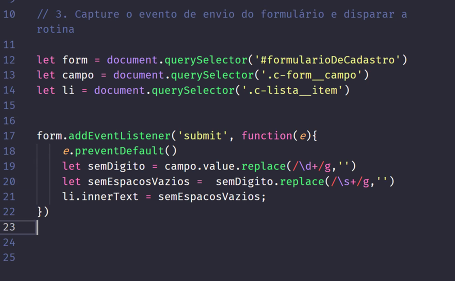 10 // 3. Capture o evento de envio do formulário e disparar a
rotina
11
12 let form = document.querySelector('#formularioDeCadastro')
13 let campo = document.querySelector('.c-form__campo')
14 let li = document.querySelector('.c-lista__item')
15
16
17 form.addEventListener('submit', function(e){
18 e.preventDefault()
19 let semDigito = campo.value.replace(/\d+/g,'')
20 let semEspacosVazios =  semDigito.replace(/\s+/g,'')
21 li.innerText = semEspacosVazios;
22 })
23
24
25